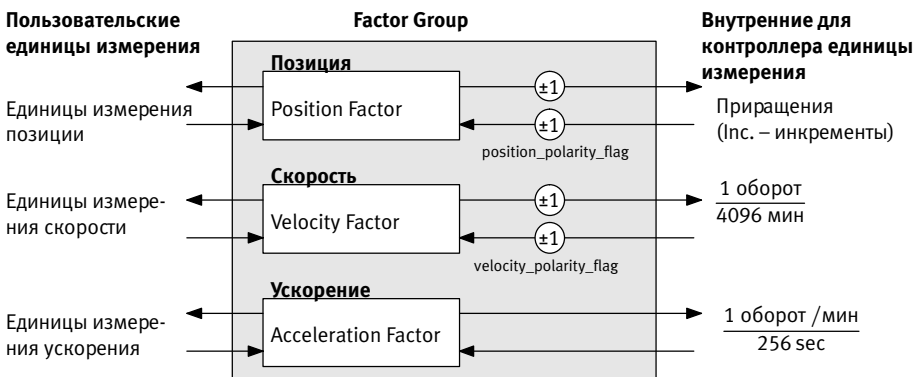 Пользовательские
единицы измерения
Factor Group
Внутренние для
контроллера единицы
измерения
Позиция
Position Factor
Единицы измерения
позиции
±1
±1
position_polarity_flag
Приращения
(Inc. – инкременты)
Скорость
Velocity Factor
Единицы измере-
ния скорости
±1
±1
velocity_polarity_flag
1 оборот
4096 мин
Ускорение
Acceleration Factor
Единицы измере-
ния ускорения
1 оборот /мин
256 sec